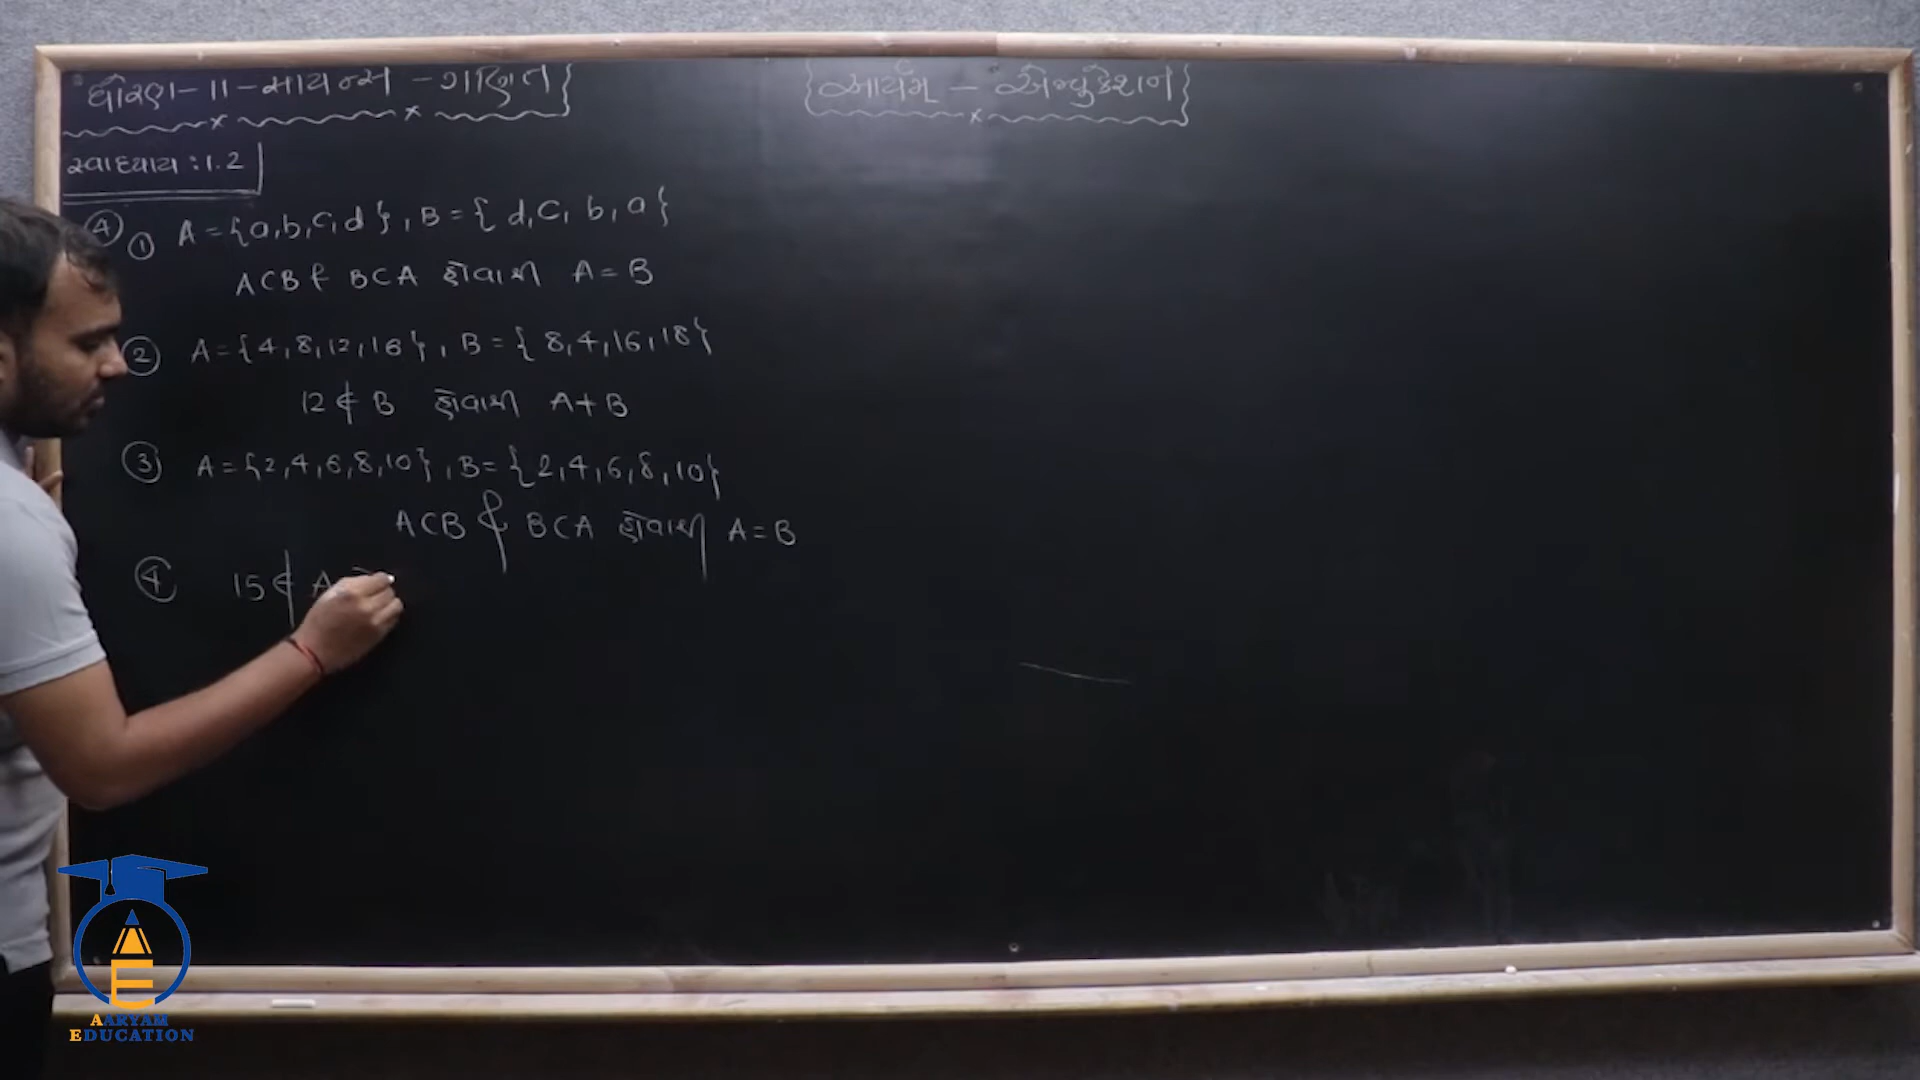 ધોરણ-11-સાયન્સ-ગણિત}
{આર્યમ્ - એજ્યુકેશન}
સ્વાધ્યાય : 1.2
④ ① A = {a, b, c, d} , B = { d, c, b, a }
A⊂B & B⊂A હોવાથી A = B
② A = {4, 8, 12, 16} , B = { 8, 4, 16, 18}
12 ∉ B હોવાથી A ≠ B
③ A = {2, 4, 6, 8, 10} , B = {2, 4, 6, 8, 10}
A⊂B & B⊂A હોવાથી A = B
④ 15 ∉ A
AARYAM
EDUCATION